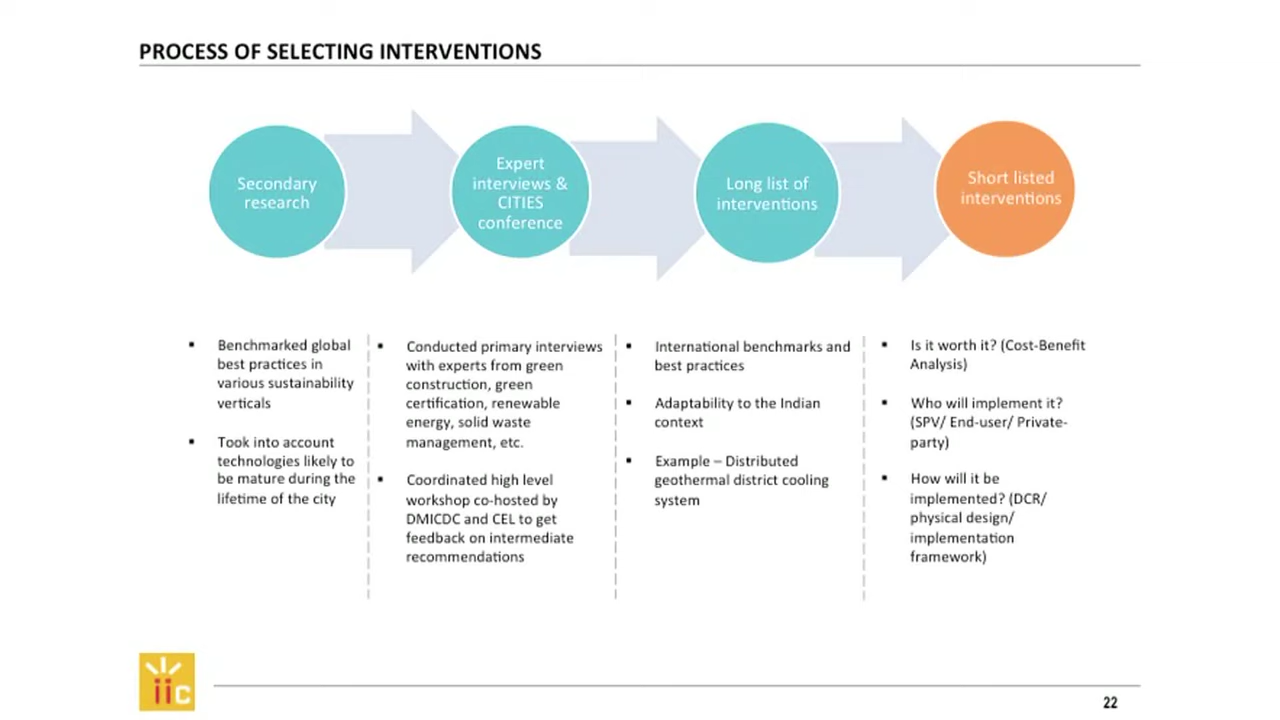 PROCESS OF SELECTING INTERVENTIONS
Secondary
research
Expert
interviews &
CITIES
conference
Long list of
interventions
Short listed
interventions
▪ Benchmarked global
best practices in
various sustainability
verticals
▪ Took into account
technologies likely to
be mature during the
lifetime of the city
▪ Conducted primary interviews
with experts from green
construction, green
certification, renewable
energy, solid waste
management, etc.
▪ Coordinated high level
workshop co-hosted by
DMICDC and CEL to get
feedback on intermediate
recommendations
▪ International benchmarks and
best practices
▪ Adaptability to the Indian
context
▪ Example – Distributed
geothermal district cooling
system
▪ Is it worth it? (Cost-Benefit
Analysis)
▪ Who will implement it?
(SPV/ End-user/ Private-
party)
▪ How will it be
implemented? (DCR/
physical design/
implementation
framework)
iic
22